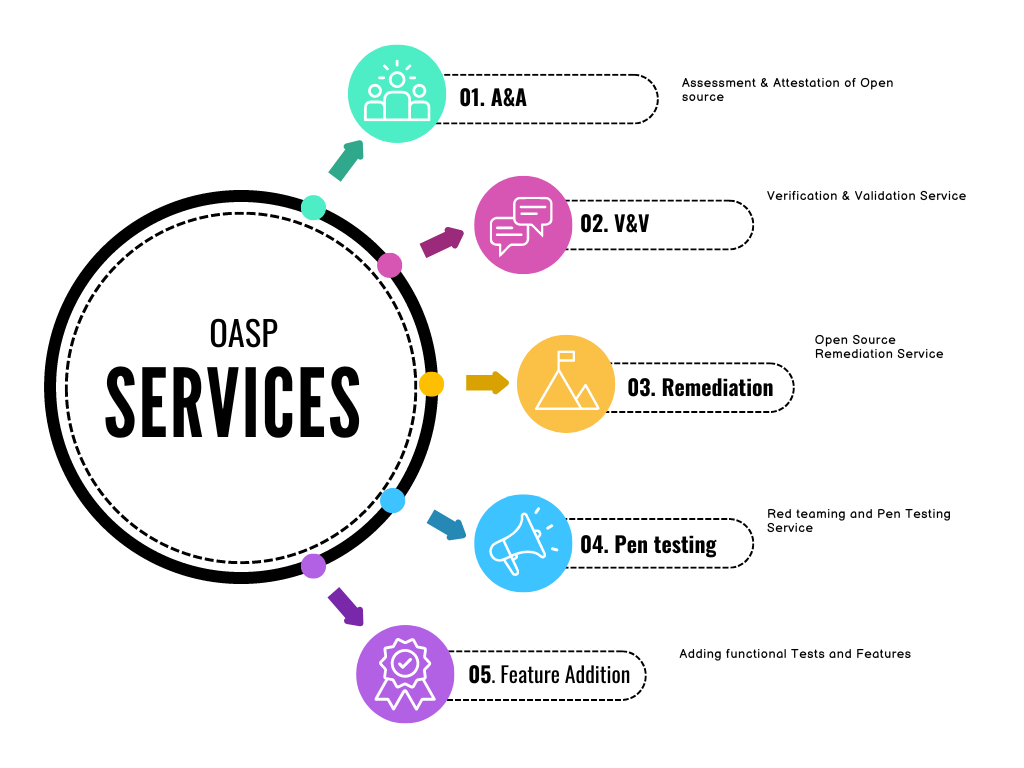 OASP
SERVICES
01. A&A
Assessment & Attestation of Open
source
02. V&V
Verification & Validation Service
03. Remediation
Open Source
Remediation Service
04. Pen testing
Red teaming and Pen Testing
Service
05. Feature Addition
Adding functional Tests and Features